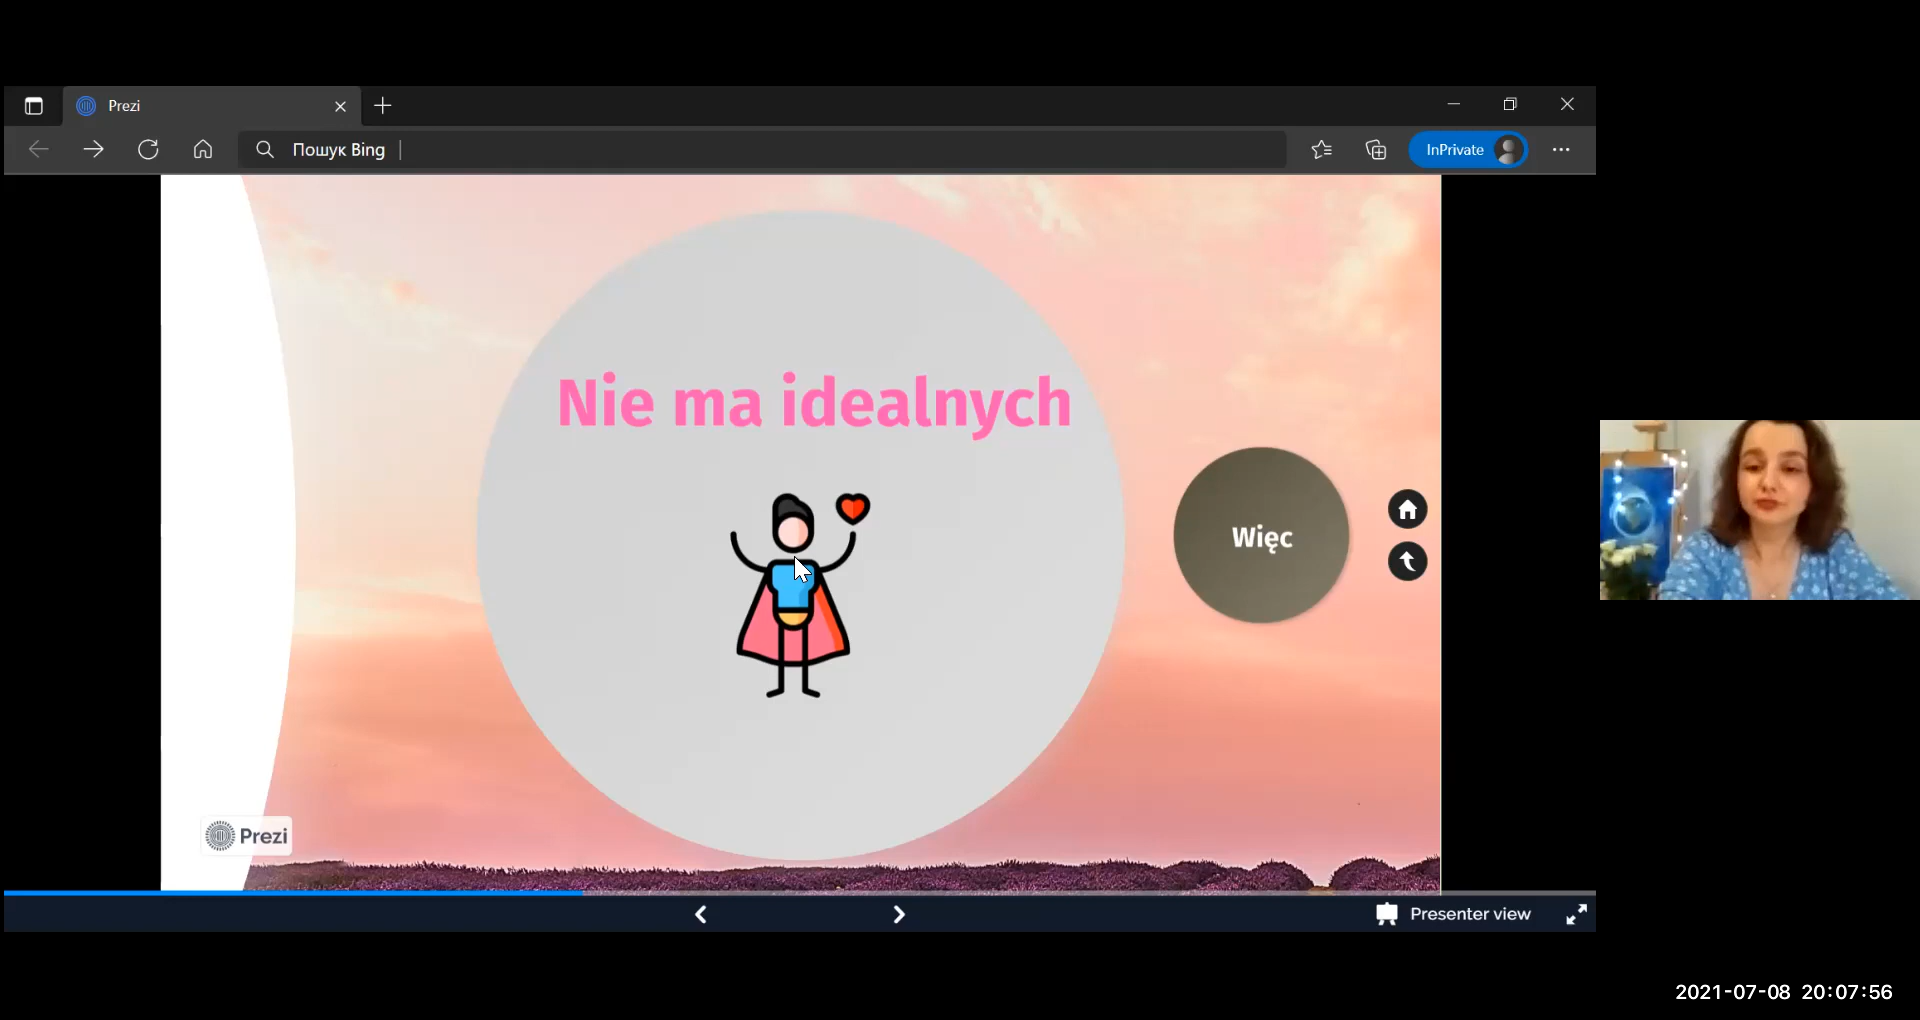 Prezi
Пошук Bing
InPrivate
Nie ma idealnych
Więc
Prezi
Presenter view
2021-07-08 20:07:56